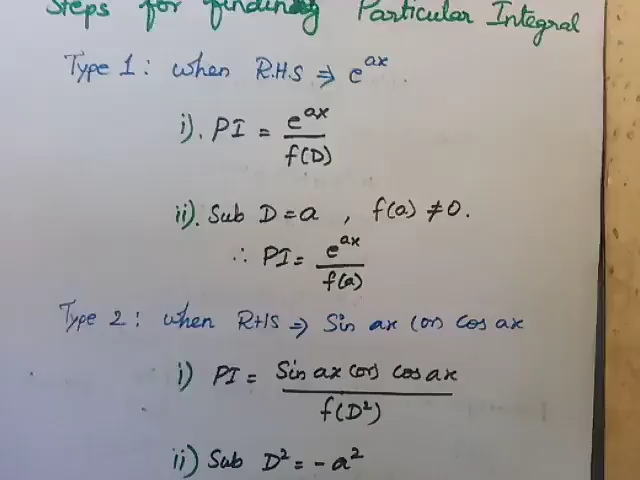 Steps for finding Particular Integral
Type 1: when R.H.S ⇒ e^ax.
i). PI = e^ax / f(D)
ii). Sub D = a , f(a) ≠ 0.
∴ PI = e^ax / f(a)
Type 2: when RHS ⇒ Sin ax (or) Cos ax
i) PI = Sin ax (or) Cos ax / f(D²)
ii) Sub D² = -a²